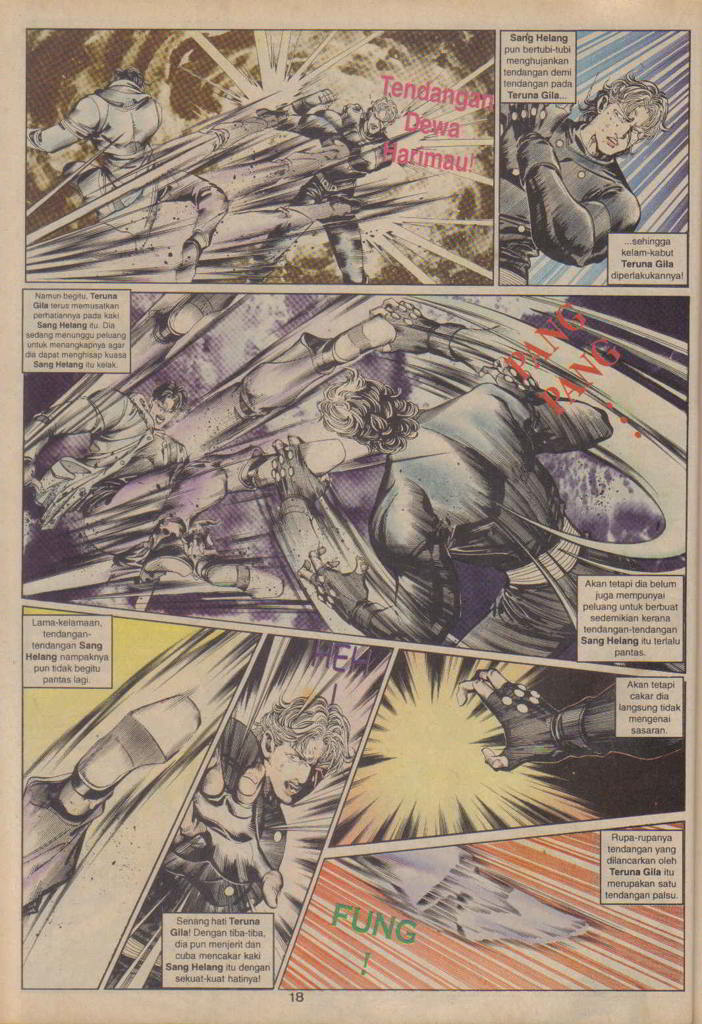 Tendangan
Dewa
Harimau!
Sang Helang
pun bertubi-tubi
menghujankan
tendangan demi
tendangan pada
Teruna Gila...
...sehingga
kelam-kabut
Teruna Gila
diperlakukannya!
Namun begitu, Teruna
Gila terus memusatkan
perhatiannya pada kaki
Sang Helang itu. Dia
sedang menunggu peluang
untuk menangkapnya agar
dia dapat menghisap kuasa
Sang Helang itu kelak.
PANG
PANG
...
Akan tetapi dia belum
juga mempunyai
peluang untuk berbuat
sedemikian kerana
tendangan-tendangan
Sang Helang itu terlalu
pantas.
Lama-kelamaan,
tendangan-
tendangan Sang
Helang nampaknya
pun tidak begitu
pantas lagi.
HEH
!
Senang hati Teruna
Gila! Dengan tiba-tiba,
dia pun menjerit dan
cuba mencakar kaki
Sang Helang itu dengan
sekuat-kuat hatinya!
Akan tetapi
cakar dia
langsung tidak
mengenai
sasaran.
Rupa-rupanya
tendangan yang
dilancarkan oleh
Teruna Gila itu
merupakan satu
tendangan palsu.
FUNG
!
18